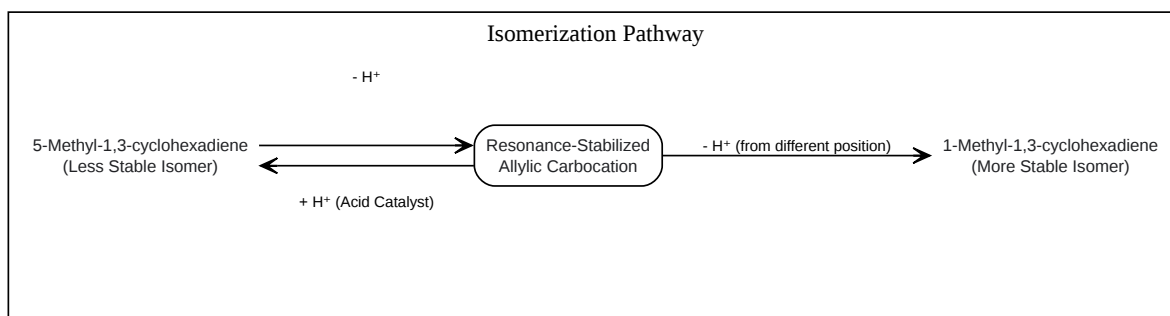 Isomerization Pathway
- H⁺
5-Methyl-1,3-cyclohexadiene
(Less Stable Isomer)
Resonance-Stabilized
Allylic Carbocation
- H⁺ (from different position)
1-Methyl-1,3-cyclohexadiene
(More Stable Isomer)
+ H⁺ (Acid Catalyst)